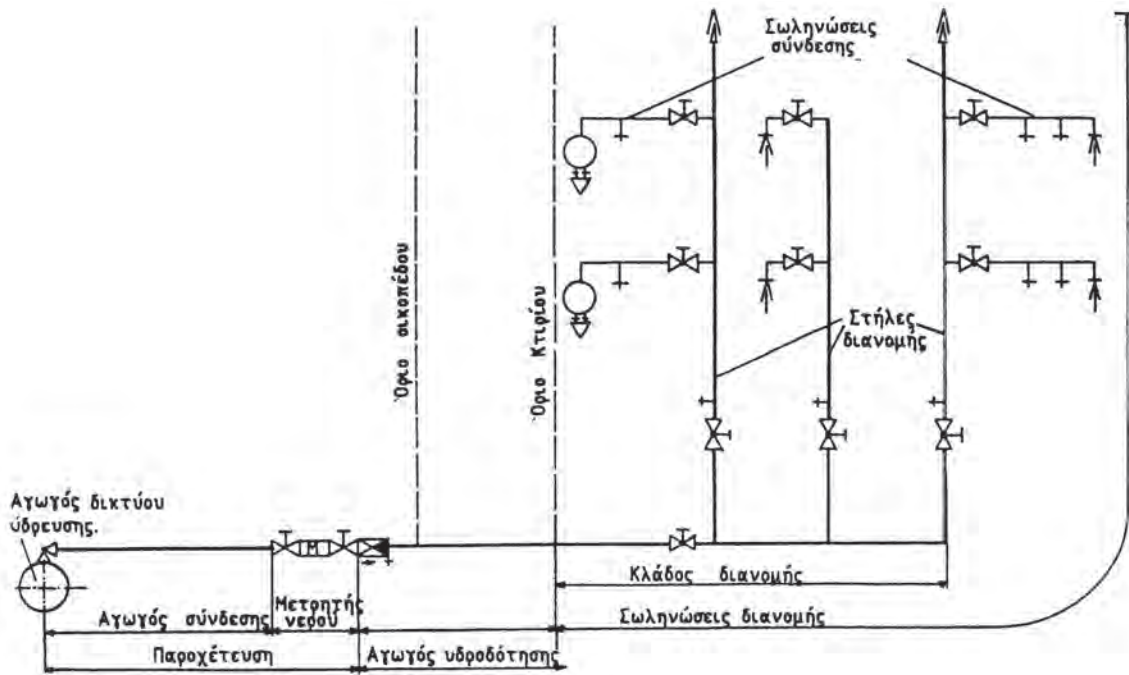 Σωληνώσεις
σύνδεσης
Όριο οικοπέδου
Όριο Κτιρίου
Στήλες
διανομής
Αγωγός δικτύου
ύδρευσης.
M
Κλάδος διανομής
Αγωγός σύνδεσης
Μετρητής
νερού
Σωληνώσεις διανομής
Παροχέτευση
Αγωγός υδροδότησης